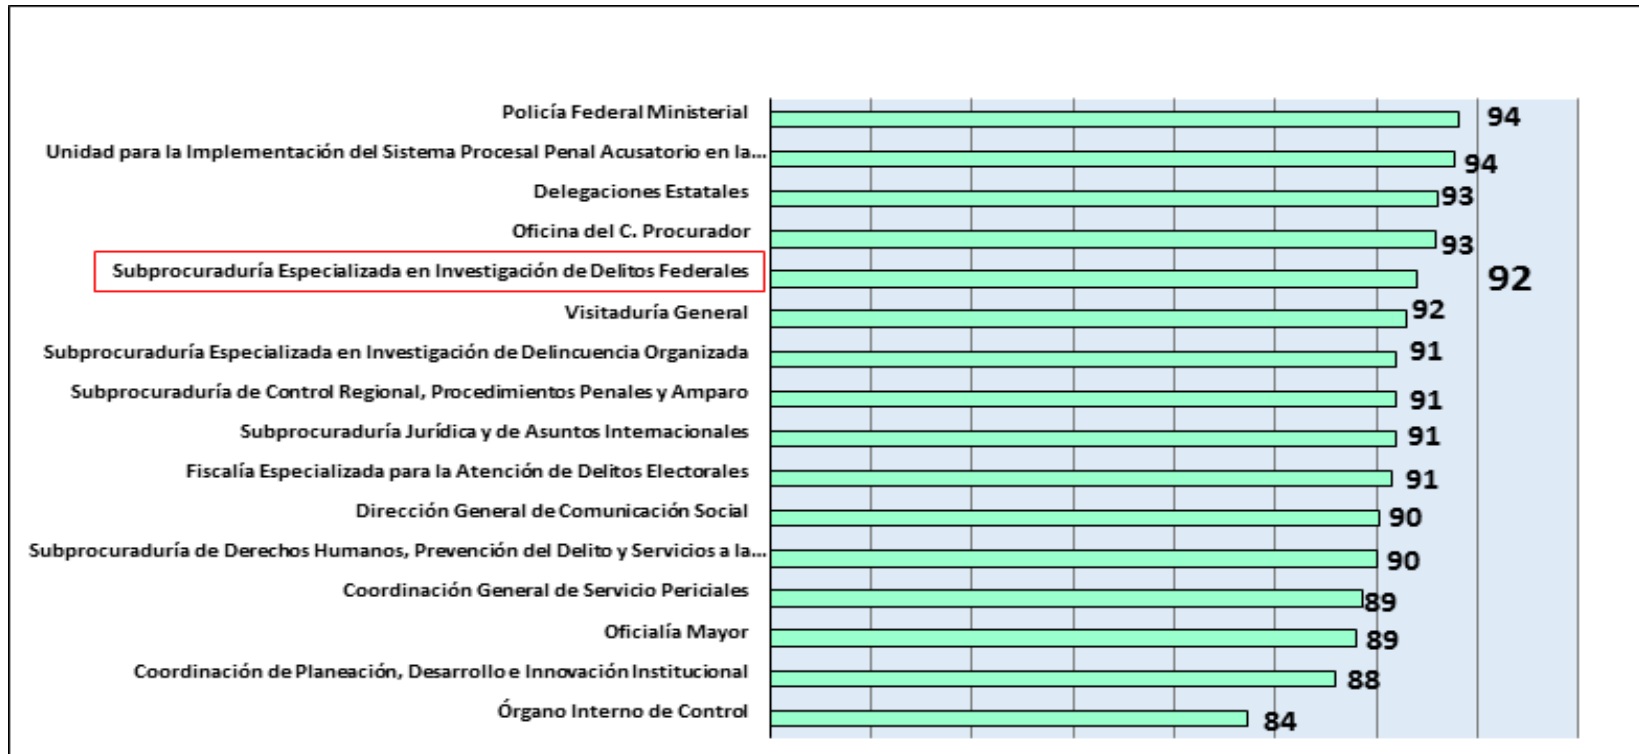 Policía Federal Ministerial 94
Unidad para la Implementación del Sistema Procesal Penal Acusatorio en la... 94
Delegaciones Estatales 93
Oficina del C. Procurador 93
Subprocuraduría Especializada en Investigación de Delitos Federales 92
Visitaduría General 92
Subprocuraduría Especializada en Investigación de Delincuencia Organizada 91
Subprocuraduría de Control Regional, Procedimientos Penales y Amparo 91
Subprocuraduría Jurídica y de Asuntos Internacionales 91
Fiscalía Especializada para la Atención de Delitos Electorales 91
Dirección General de Comunicación Social 90
Subprocuraduría de Derechos Humanos, Prevención del Delito y Servicios a la... 90
Coordinación General de Servicio Periciales 89
Oficialía Mayor 89
Coordinación de Planeación, Desarrollo e Innovación Institucional 88
Órgano Interno de Control 84